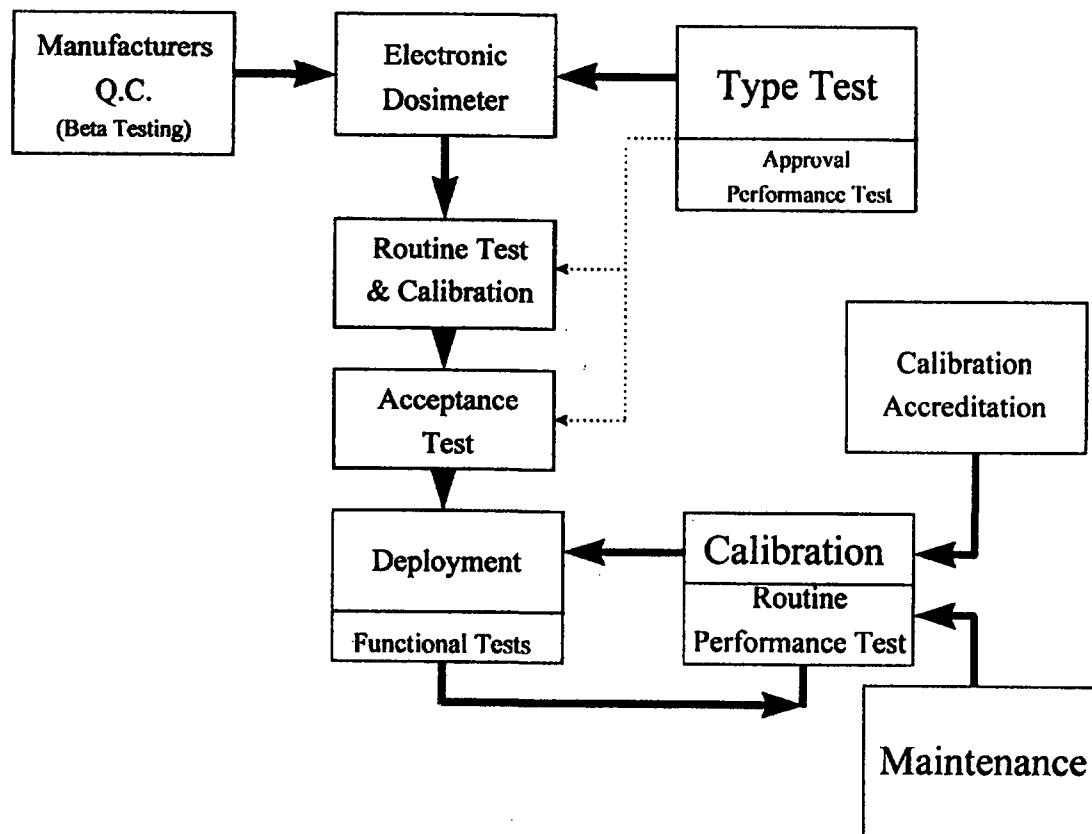 Manufacturers
Q.C.
(Beta Testing)
Electronic
Dosimeter
Type Test
Approval
Performance Test
Routine Test
& Calibration
Acceptance
Test
Calibration
Accreditation
Deployment
Functional Tests
Calibration
Routine
Performance Test
Maintenance